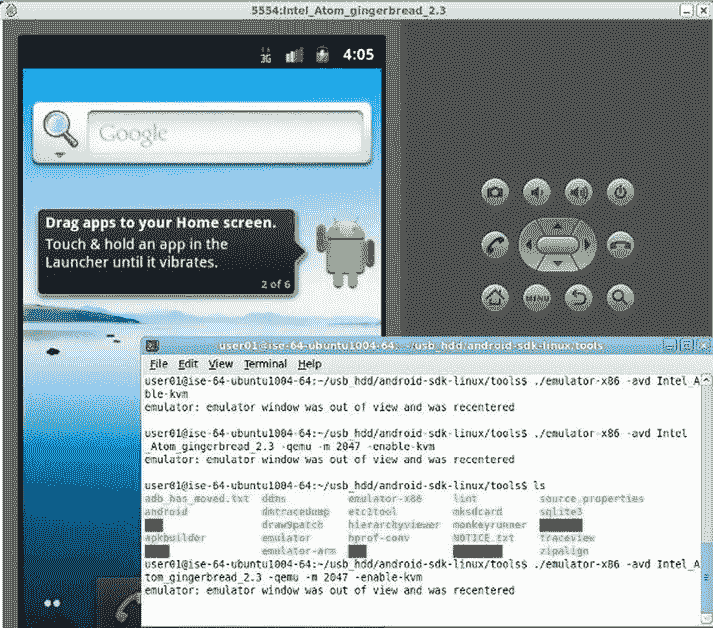 5554:Intel_Atom_gingerbread_2.3
3G 4:05
Google
Drag apps to your Home screen.
Touch & hold an app in the
Launcher until it vibrates.
2 of 6
MENU
user01@ise-64-ubuntu1004-64: ~/usb_hdd/android-sdk-linux/tools
File Edit View Terminal Help
user01@ise-64-ubuntu1004-64:~/usb_hdd/android-sdk-linux/tools$ ./emulator-x86 -avd Intel_A
ble-kvm
emulator: emulator window was out of view and was recentered
user01@ise-64-ubuntu1004-64:~/usb_hdd/android-sdk-linux/tools$ ./emulator-x86 -avd Intel
_Atom_gingerbread_2.3 -qemu -m 2047 -enable-kvm
emulator: emulator window was out of view and was recentered
user01@ise-64-ubuntu1004-64:~/usb_hdd/android-sdk-linux/tools$ ls
adb_has_moved.txt ddms emulator-x86 lint source.properties
android dmtracedump etc1tool mksdcard sqlite3
draw9patch hierarchyviewer monkeyrunner
apkbuilder emulator hprof-conv NOTICE.txt traceview
emulator-arm zipalign
user01@ise-64-ubuntu1004-64:~/usb_hdd/android-sdk-linux/tools$ ./emulator-x86 -avd Intel_A
tom_gingerbread_2.3 -qemu -m 2047 -enable-kvm
emulator: emulator window was out of view and was recentered